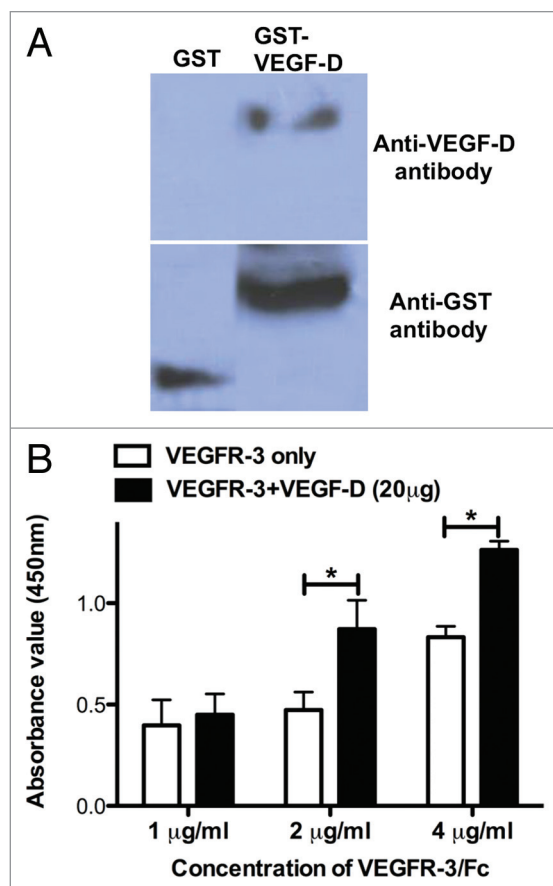 A
GST
GST-
VEGF-D
Anti-VEGF-D
antibody
Anti-GST
antibody
B
VEGFR-3 only
VEGFR-3+VEGF-D (20μg)
Absorbance value (450nm)
1.0
0.5
0.0
*
*
1 μg/ml 2 μg/ml 4 μg/ml
Concentration of VEGFR-3/Fc